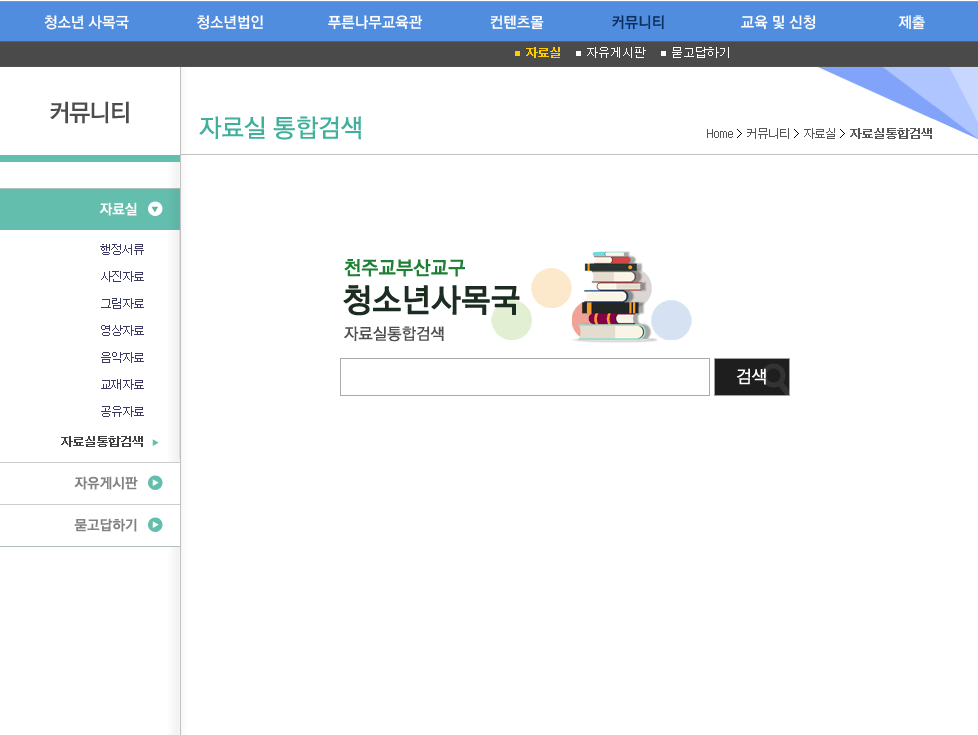 청소년 사목국 청소년법인 푸른나무교육관 컨텐츠몰 커뮤니티 교육 및 신청 제출
자료실 자유게시판 묻고답하기
커뮤니티
자료실 통합검색
Home > 커뮤니티 > 자료실 > 자료실통합검색
자료실
행정서류
사진자료
그림자료
영상자료
음악자료
교재자료
공유자료
자료실통합검색
자유게시판
묻고답하기
천주교부산교구
청소년사목국
자료실통합검색
검색